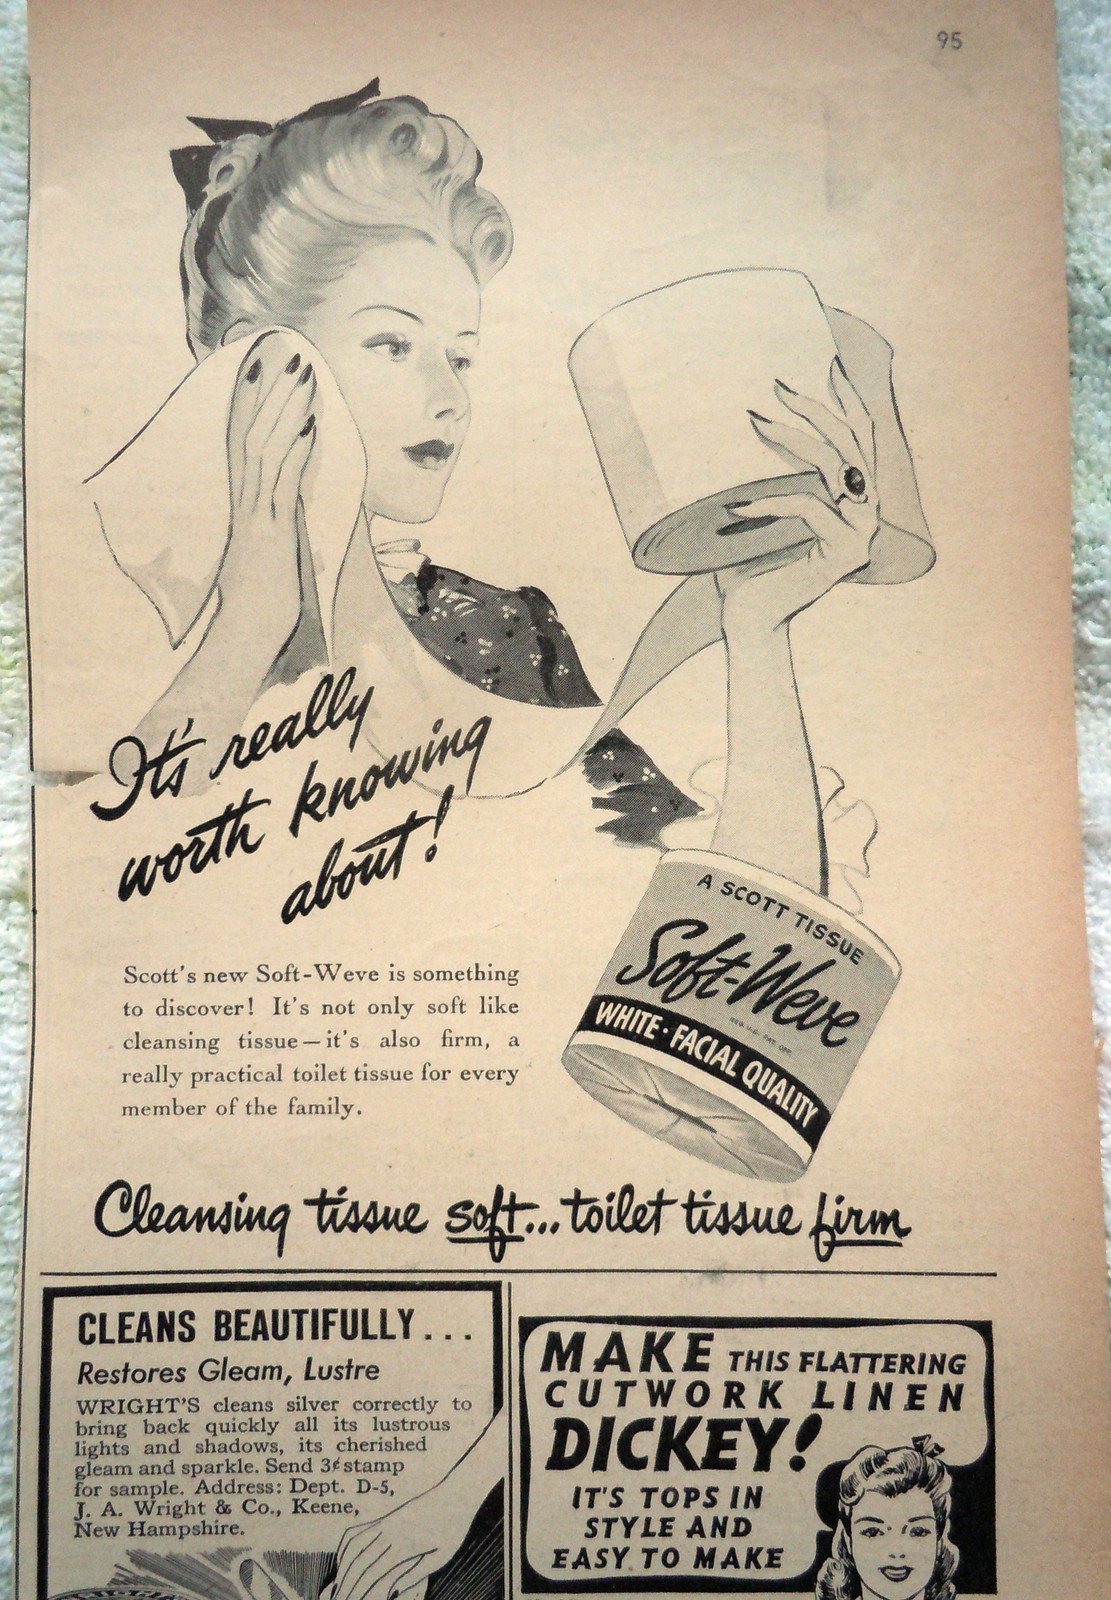 95
It's really
worth knowing
about!
Scott's new Soft-Weve is something
to discover! It's not only soft like
cleansing tissue—it's also firm, a
really practical toilet tissue for every
member of the family.
A SCOTT TISSUE
Soft-Weve
WHITE · FACIAL QUALITY
Cleansing tissue soft... toilet tissue firm
CLEANS BEAUTIFULLY...
Restores Gleam, Lustre
WRIGHT'S cleans silver correctly to
bring back quickly all its lustrous
lights and shadows, its cherished
gleam and sparkle. Send 3¢ stamp
for sample. Address: Dept. D-5,
J. A. Wright & Co., Keene,
New Hampshire.
MAKE THIS FLATTERING
CUTWORK LINEN
DICKEY!
IT'S TOPS IN
STYLE AND
EASY TO MAKE